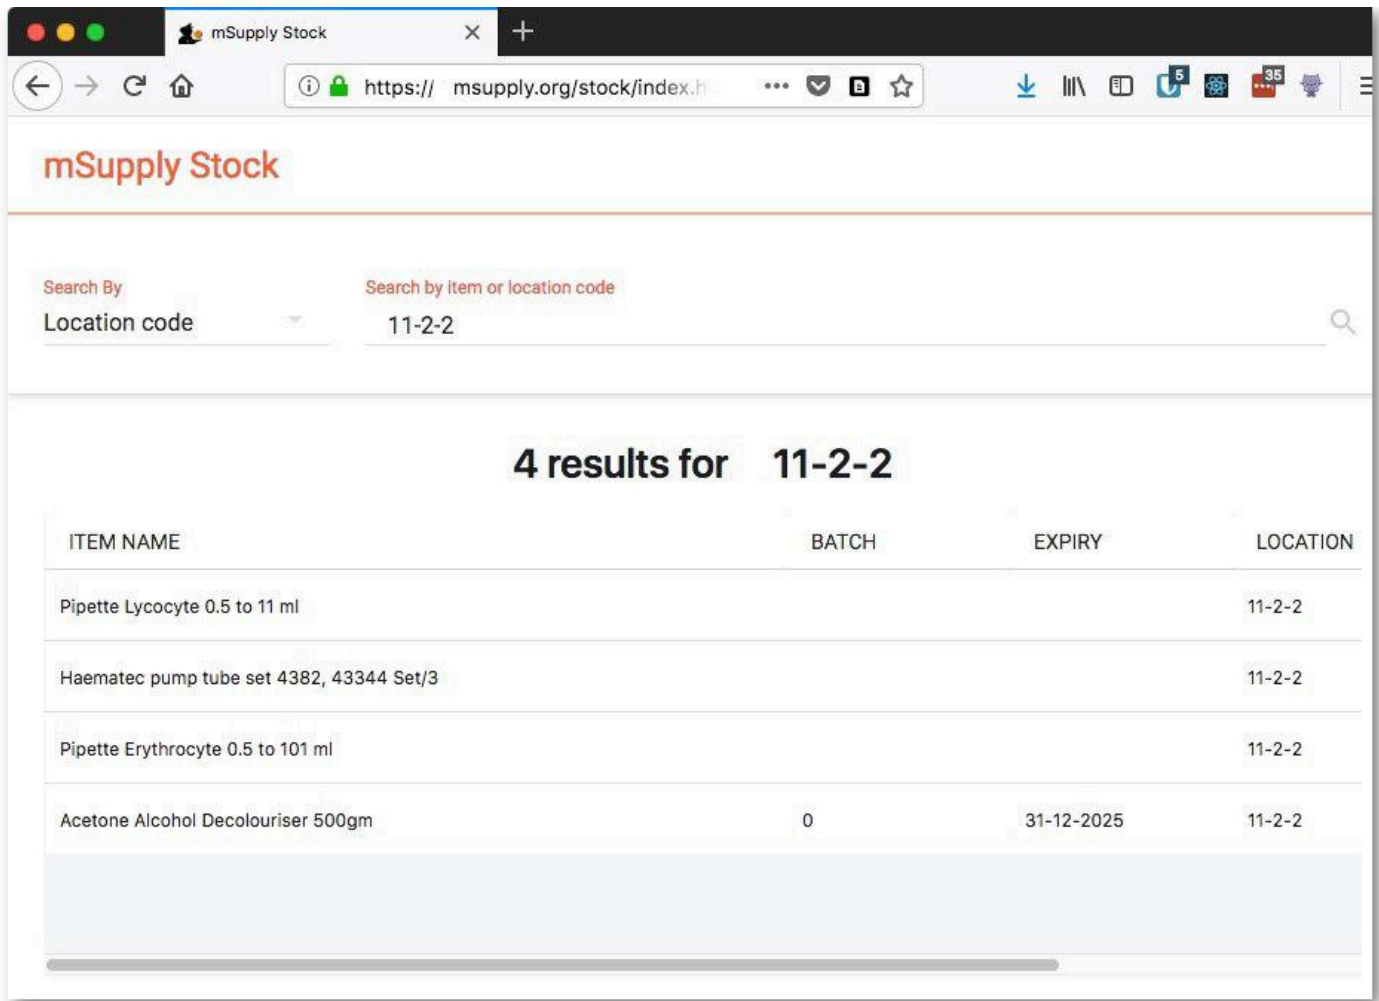 mSupply Stock
https:// msupply.org/stock/index.h
5
35
mSupply Stock
Search By
Search by item or location code
Location code
11-2-2
4 results for 11-2-2
ITEM NAME BATCH EXPIRY LOCATION
Pipette Lycocyte 0.5 to 11 ml 11-2-2
Haematec pump tube set 4382, 43344 Set/3 11-2-2
Pipette Erythrocyte 0.5 to 101 ml 11-2-2
Acetone Alcohol Decolouriser 500gm 0 31-12-2025 11-2-2